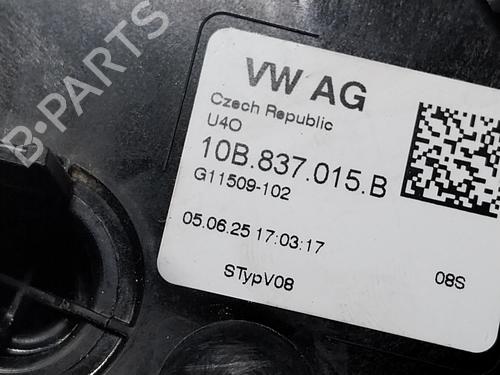 B-PARTS
VW AG
Czech Republic
U4O
10B.837.015.B
G11509-102
05.06.25 17:03:17
STypV08
08S